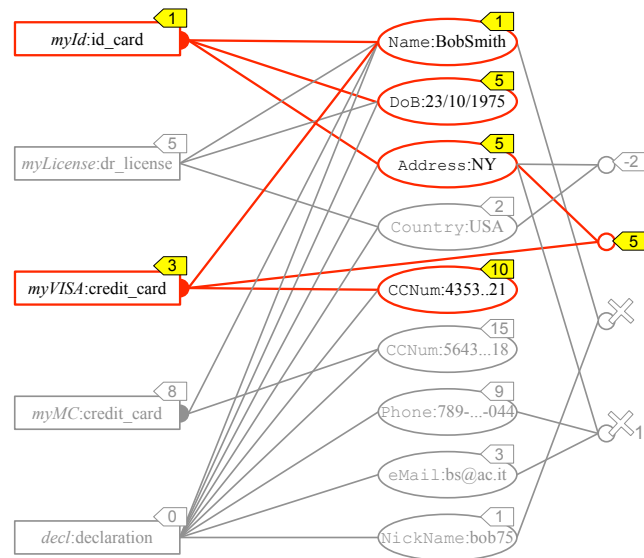 1
1
myId:id_card
Name:BobSmith
5
DoB:23/10/1975
5
5
myLicense:dr_license
Address:NY
-2
2
Country:USA
5
3
10
myVISA:credit_card
CCNum:4353..21
15
CCNum:5643...18
8
9
myMC:credit_card
Phone:789-...-044
1
3
eMail:bs@ac.it
0
1
decl:declaration
NickName:bob75